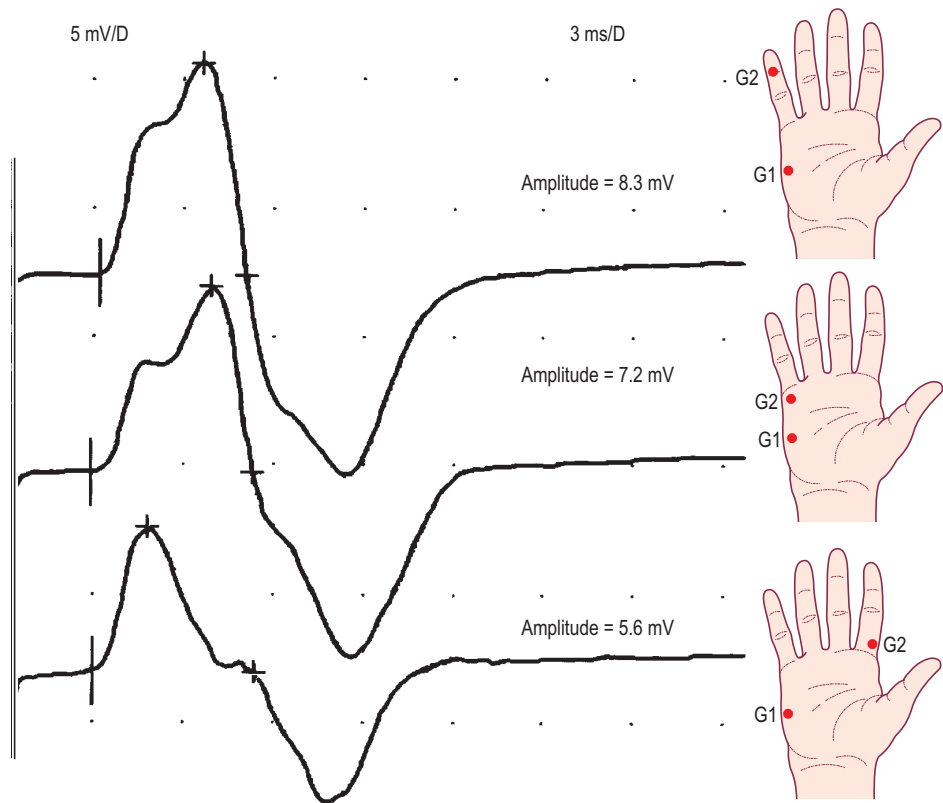 5 mV/D
3 ms/D
G2
G1
Amplitude = 8.3 mV
G2
G1
Amplitude = 7.2 mV
G2
G1
Amplitude = 5.6 mV